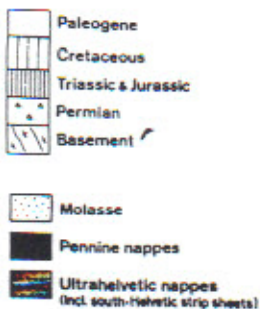 Paleogene
Cretaceous
Triassic & Jurassic
Permian
Basement
Molasse
Pennine nappes
Ultrahelvetic nappes
(incl. south-Helvetic strip sheets)